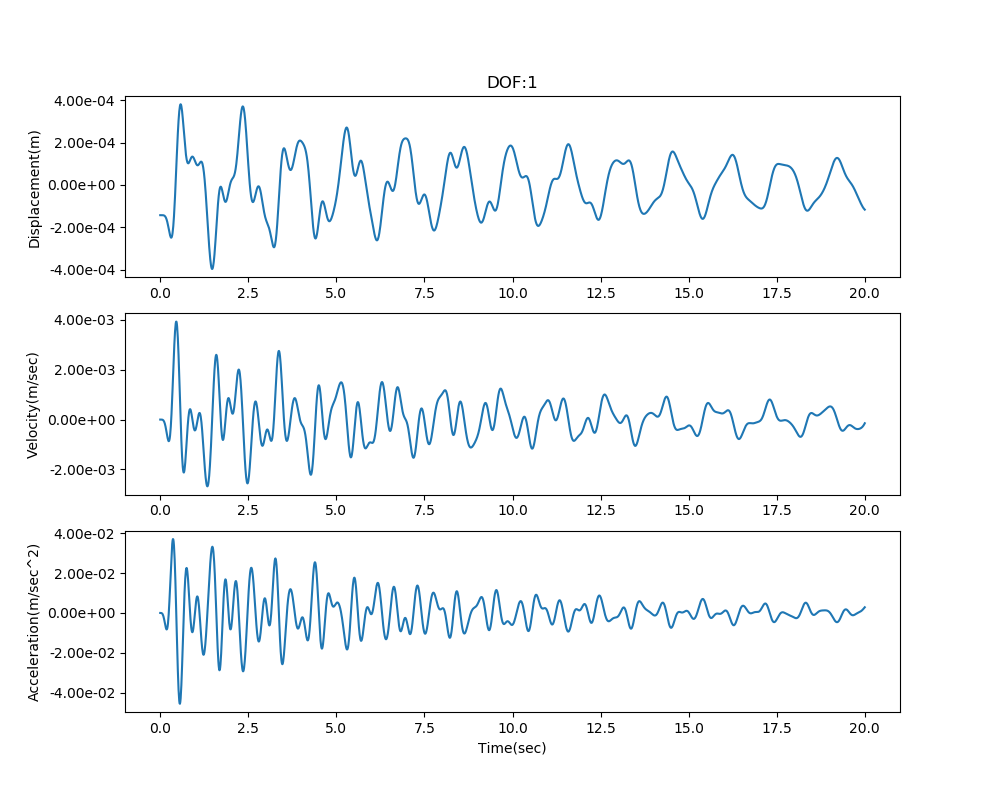 DOF:1
Displacement(m)
4.00e-04
2.00e-04
0.00e+00
-2.00e-04
-4.00e-04
0.0 2.5 5.0 7.5 10.0 12.5 15.0 17.5 20.0
Velocity(m/sec)
4.00e-03
2.00e-03
0.00e+00
-2.00e-03
0.0 2.5 5.0 7.5 10.0 12.5 15.0 17.5 20.0
Acceleration(m/sec^2)
4.00e-02
2.00e-02
0.00e+00
-2.00e-02
-4.00e-02
0.0 2.5 5.0 7.5 10.0 12.5 15.0 17.5 20.0
Time(sec)